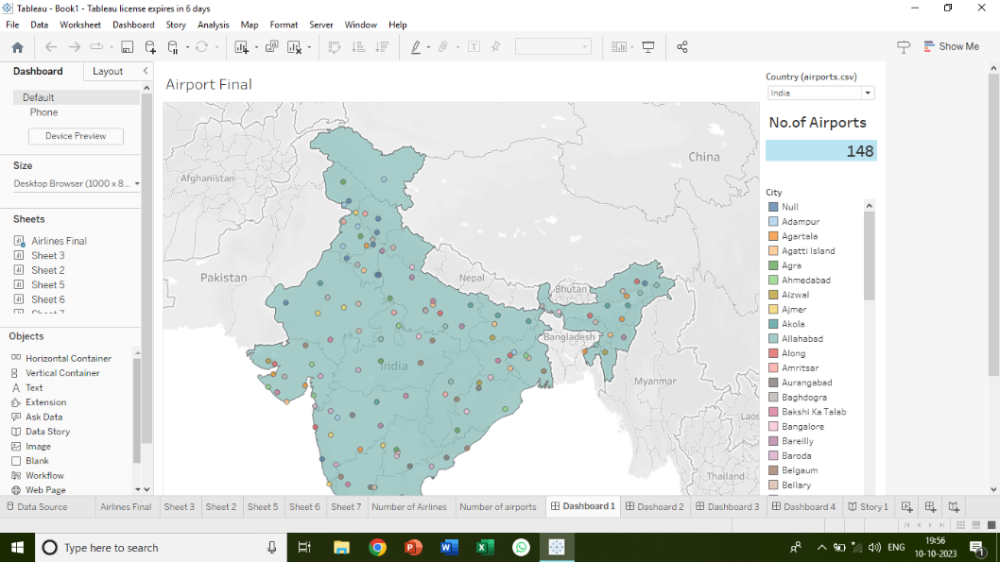 Tableau - Book1 - Tableau license expires in 6 days
File Data Worksheet Dashboard Story Analysis Map Format Server Window Help
Show Me
Dashboard Layout
Default
Phone
Device Preview
Size
Desktop Browser (1000 x 8...
Sheets
Airlines Final
Sheet 3
Sheet 2
Sheet 5
Sheet 6
Objects
Horizontal Container
Vertical Container
Text
Extension
Ask Data
Data Story
Image
Blank
Workflow
Web Page
Airport Final
China
Afghanistan
Pakistan
Nepal
Bhutan
Bangladesh
India
Myanmar
Laos
Thailand
Country (airports.csv)
India
No.of Airports
148
City
Null
Adampur
Agartala
Agatti Island
Agra
Ahmedabad
Aizwal
Ajmer
Akola
Allahabad
Along
Amritsar
Aurangabad
Baghdogra
Bakshi Ka Talab
Bangalore
Bareilly
Baroda
Belgaum
Bellary
Data Source Airlines Final Sheet 3 Sheet 2 Sheet 5 Sheet 6 Sheet 7 Number of Airlines Number of airports Dashboard 1 Dashoard 2 Dashboard 3 Dashboard 4 Story 1
Type here to search
ENG
19:56
10-10-2023
1